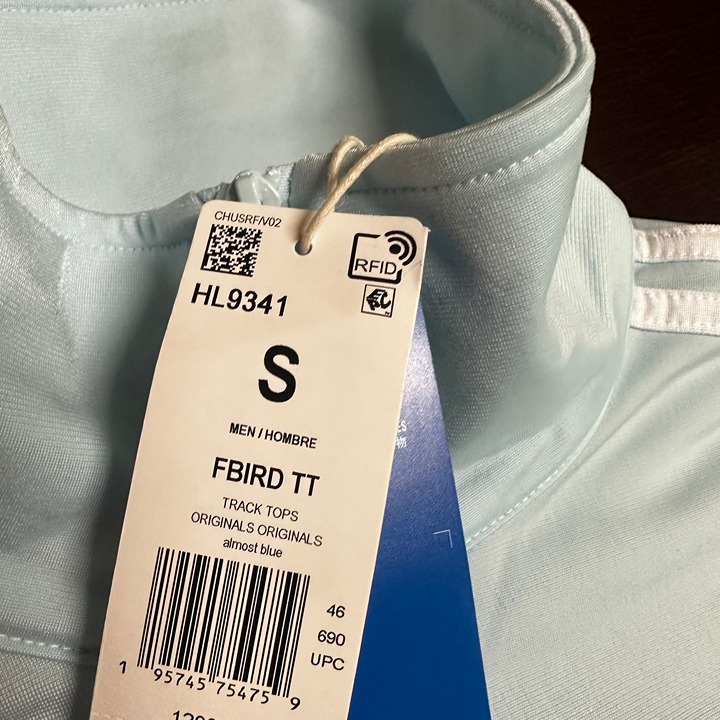 CHUSRF/V02
RFID
HL9341
S
MEN / HOMBRE
FBIRD TT
TRACK TOPS
ORIGINALS ORIGINALS
almost blue
46
690
UPC
1 95745 75475 9